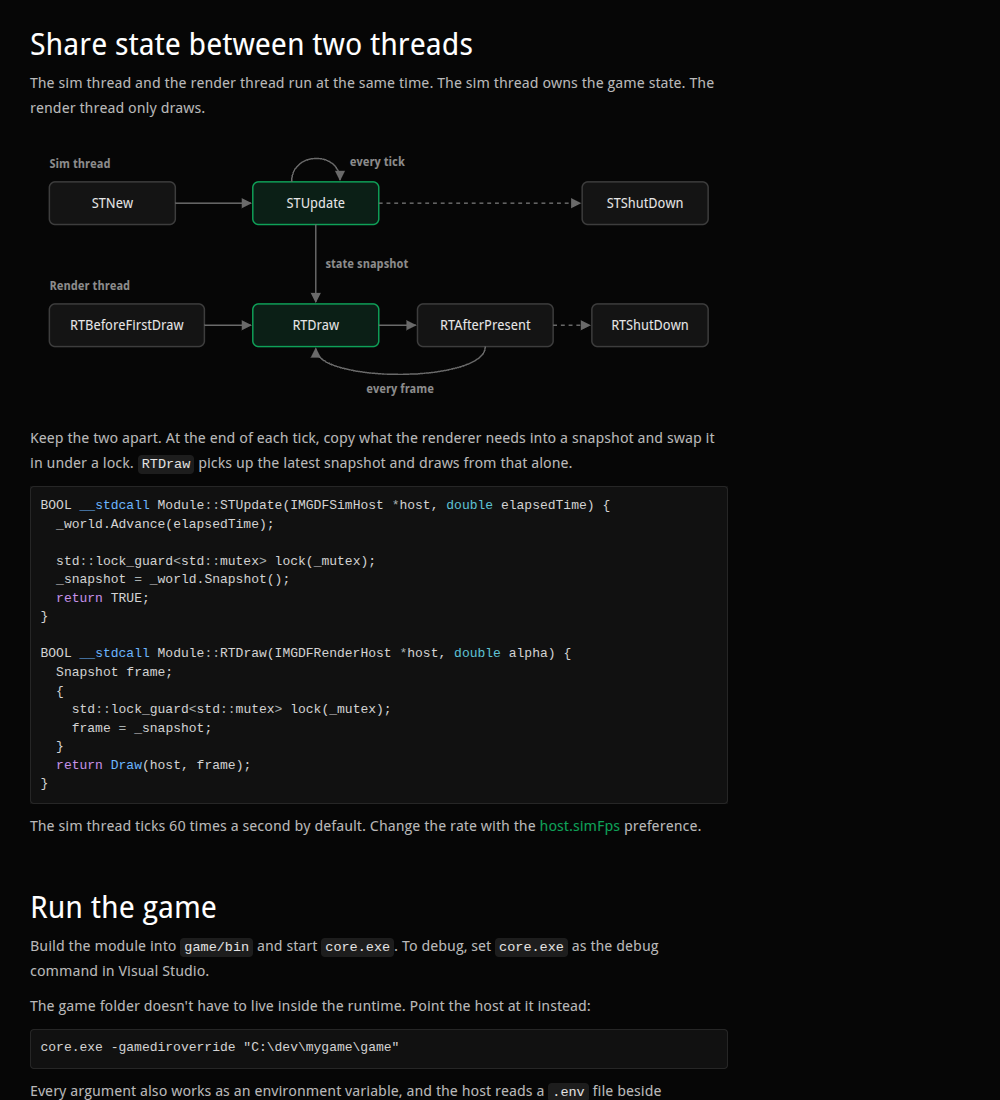 Share state between two threads
The sim thread and the render thread run at the same time. The sim thread owns the game state. The
render thread only draws.
Sim thread
every tick
STNew
STUpdate
STShutDown
state snapshot
Render thread
RTBeforeFirstDraw
RTDraw
RTAfterPresent
RTShutDown
every frame
Keep the two apart. At the end of each tick, copy what the renderer needs into a snapshot and swap it
in under a lock. RTDraw picks up the latest snapshot and draws from that alone.
BOOL __stdcall Module::STUpdate(IMGDFSimHost *host, double elapsedTime) {
  _world.Advance(elapsedTime);

  std::lock_guard<std::mutex> lock(_mutex);
  _snapshot = _world.Snapshot();
  return TRUE;
}

BOOL __stdcall Module::RTDraw(IMGDFRenderHost *host, double alpha) {
  Snapshot frame;
  {
    std::lock_guard<std::mutex> lock(_mutex);
    frame = _snapshot;
  }
  return Draw(host, frame);
}
The sim thread ticks 60 times a second by default. Change the rate with the host.simFps preference.
Run the game
Build the module into game/bin and start core.exe. To debug, set core.exe as the debug
command in Visual Studio.
The game folder doesn't have to live inside the runtime. Point the host at it instead:
core.exe -gamediroverride "C:\dev\mygame\game"
Every argument also works as an environment variable, and the host reads a .env file beside